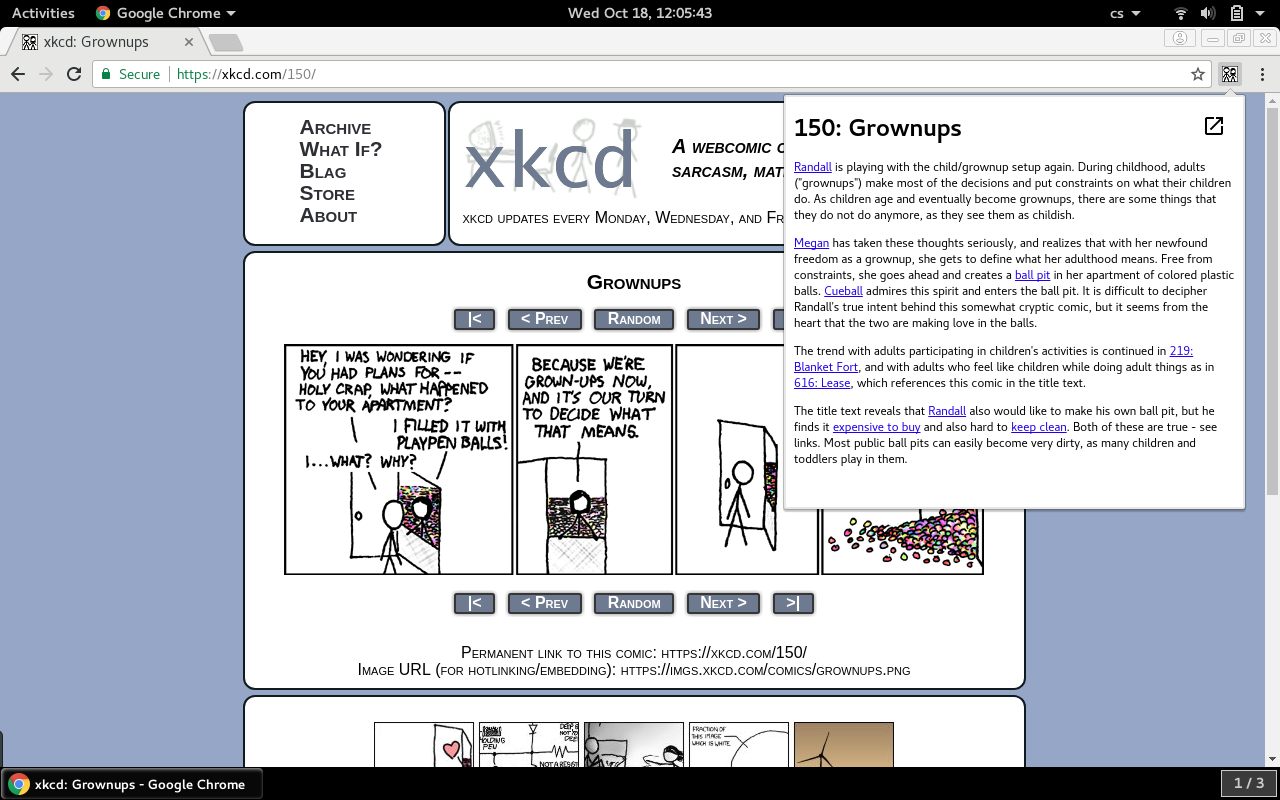 Activities
Google Chrome
Wed Oct 18, 12:05:43
cs
xkcd: Grownups
Secure
https://xkcd.com/150/
Archive
What If?
Blag
Store
About
xkcd
A webcomic o
sarcasm, mat
xkcd updates every Monday, Wednesday, and Fr
Grownups
|<
< Prev
Random
Next >
HEY, I WAS WONDERING IF
YOU HAD PLANS FOR--
HOLY CRAP, WHAT HAPPENED
TO YOUR APARTMENT?
I FILLED IT WITH
PLAYPEN BALLS!
I...WHAT? WHY?
BECAUSE WE'RE
GROWN-UPS NOW,
AND IT'S OUR TURN
TO DECIDE WHAT
THAT MEANS.
|<
< Prev
Random
Next >
>|
Permanent link to this comic: https://xkcd.com/150/
Image URL (for hotlinking/embedding): https://imgs.xkcd.com/comics/grownups.png
150: Grownups
Randall is playing with the child/grownup setup again. During childhood, adults
("grownups") make most of the decisions and put constraints on what their children
do. As children age and eventually become grownups, there are some things that
they do not do anymore, as they see them as childish.
Megan has taken these thoughts seriously, and realizes that with her newfound
freedom as a grownup, she gets to define what her adulthood means. Free from
constraints, she goes ahead and creates a ball pit in her apartment of colored plastic
balls. Cueball admires this spirit and enters the ball pit. It is difficult to decipher
Randall's true intent behind this somewhat cryptic comic, but it seems from the
heart that the two are making love in the balls.
The trend with adults participating in children's activities is continued in 219:
Blanket Fort, and with adults who feel like children while doing adult things as in
616: Lease, which references this comic in the title text.
The title text reveals that Randall also would like to make his own ball pit, but he
finds it expensive to buy and also hard to keep clean. Both of these are true - see
links. Most public ball pits can easily become very dirty, as many children and
toddlers play in them.
HOLDING
PEN
NOT A RESIS
FRACTION OF
THIS IMAGE
WHICH IS WHITE.
xkcd: Grownups - Google Chrome
1 / 3